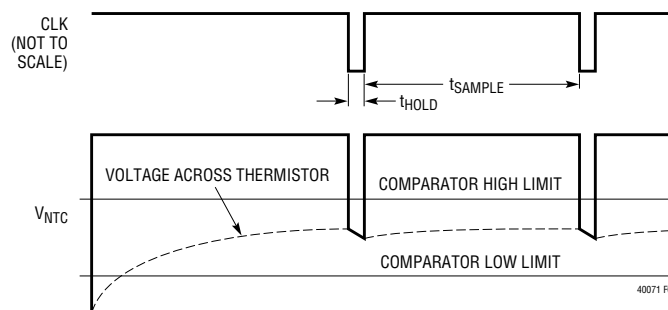 CLK
(NOT TO
SCALE)
tSAMPLE
tHOLD
VOLTAGE ACROSS THERMISTOR
COMPARATOR HIGH LIMIT
VNTC
COMPARATOR LOW LIMIT
40071 F